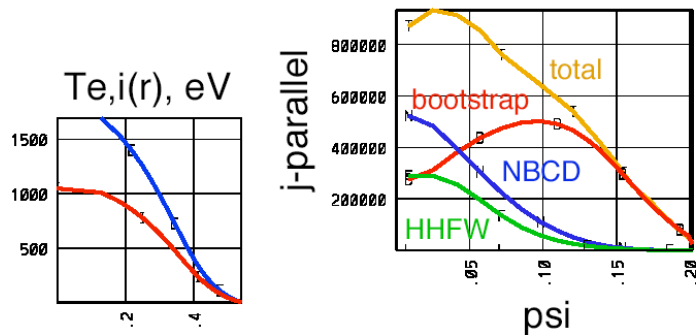 Te,i(r), eV
1500
1000
500
.2
.4
j-parallel
800000
600000
400000
200000
total
bootstrap
NBCD
HHFW
.05
.10
.15
.20
psi